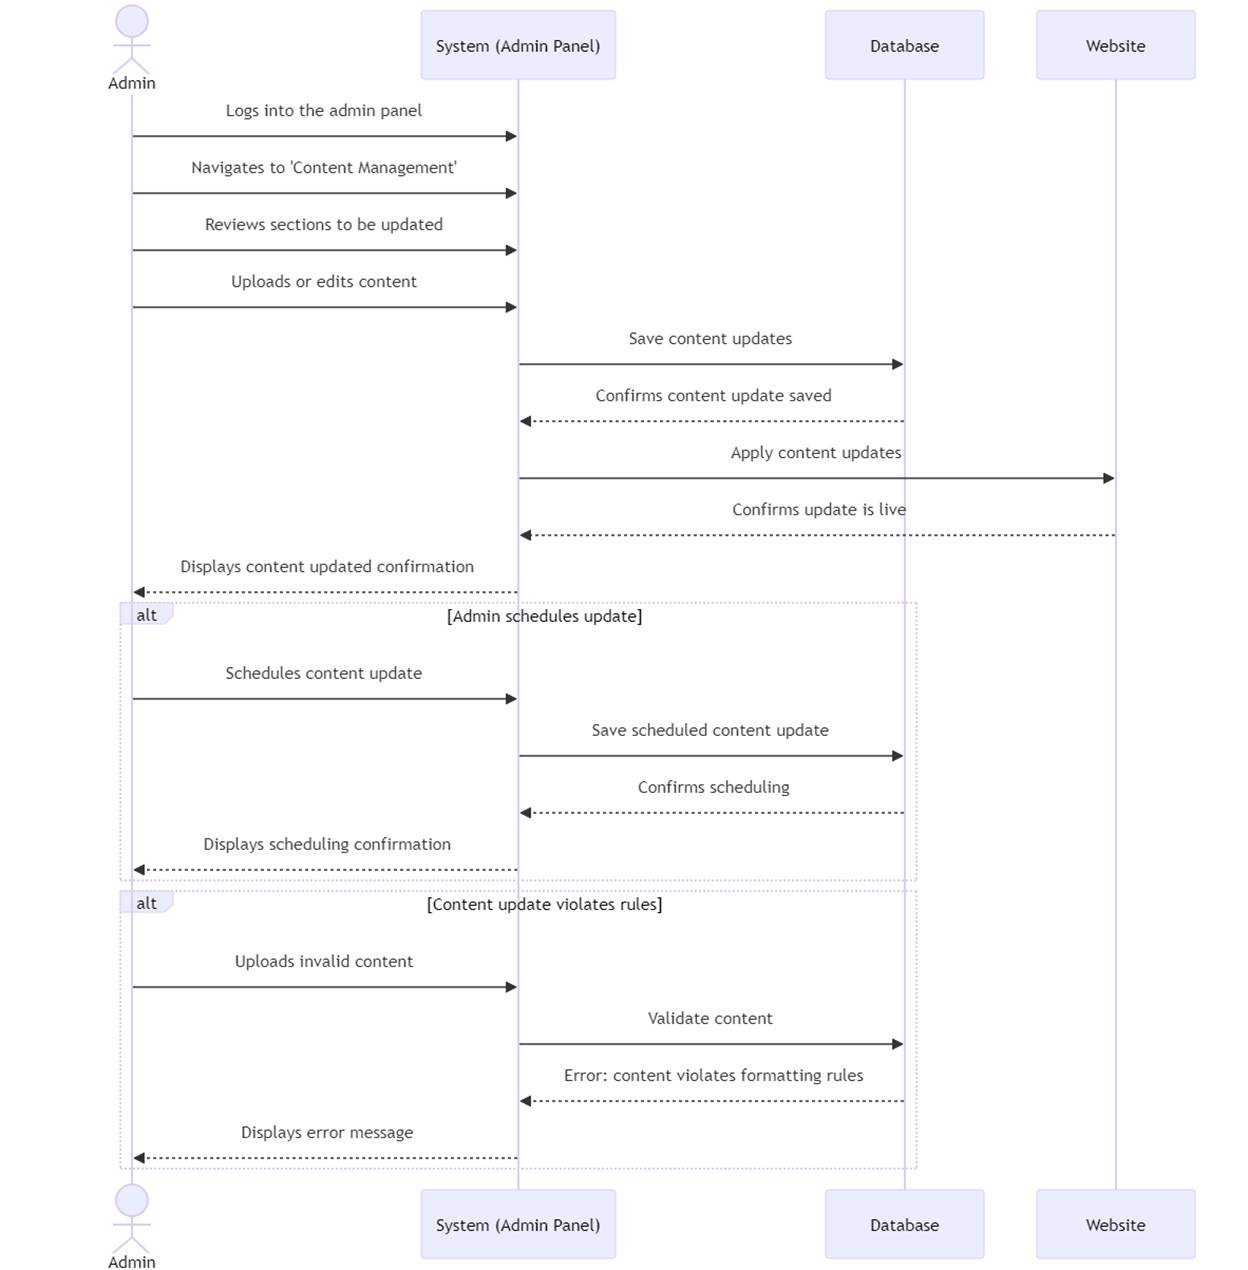 Admin
System (Admin Panel)
Database
Website
Logs into the admin panel
Navigates to 'Content Management'
Reviews sections to be updated
Uploads or edits content
Save content updates
Confirms content update saved
Apply content updates
Confirms update is live
Displays content updated confirmation
alt
[Admin schedules update]
Schedules content update
Save scheduled content update
Confirms scheduling
Displays scheduling confirmation
alt
[Content update violates rules]
Uploads invalid content
Validate content
Error: content violates formatting rules
Displays error message
Admin
System (Admin Panel)
Database
Website